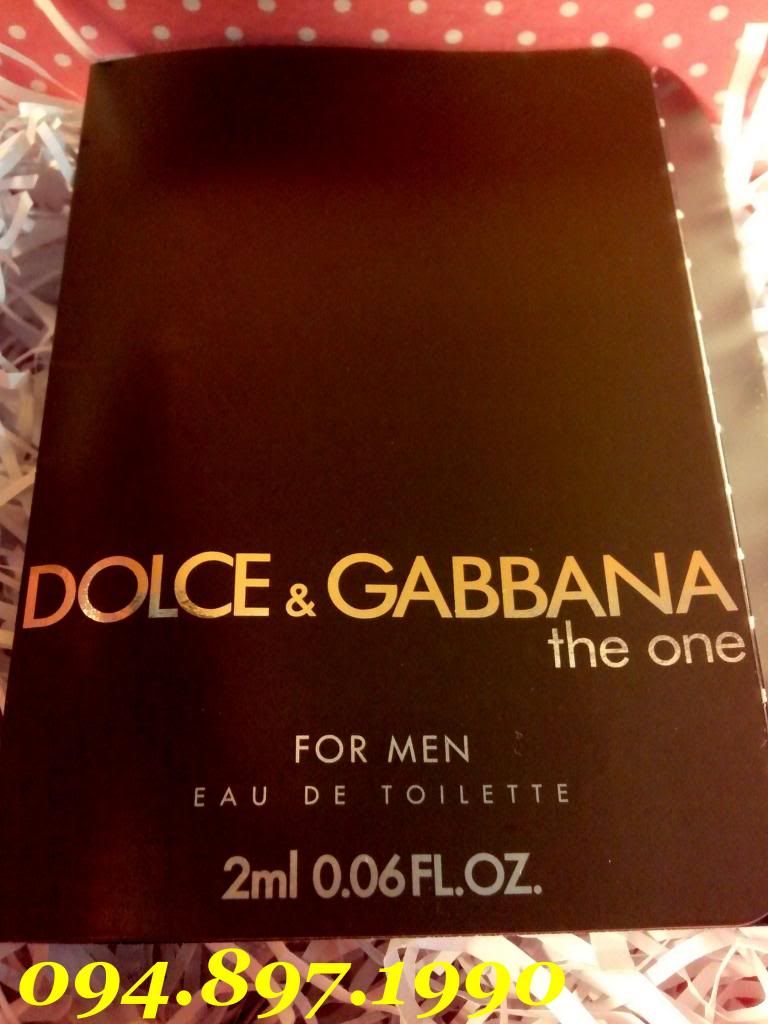 DOLCE & GABBANA
the one
FOR MEN
EAU DE TOILETTE
2ml 0.06FL.OZ.
094.897.1990